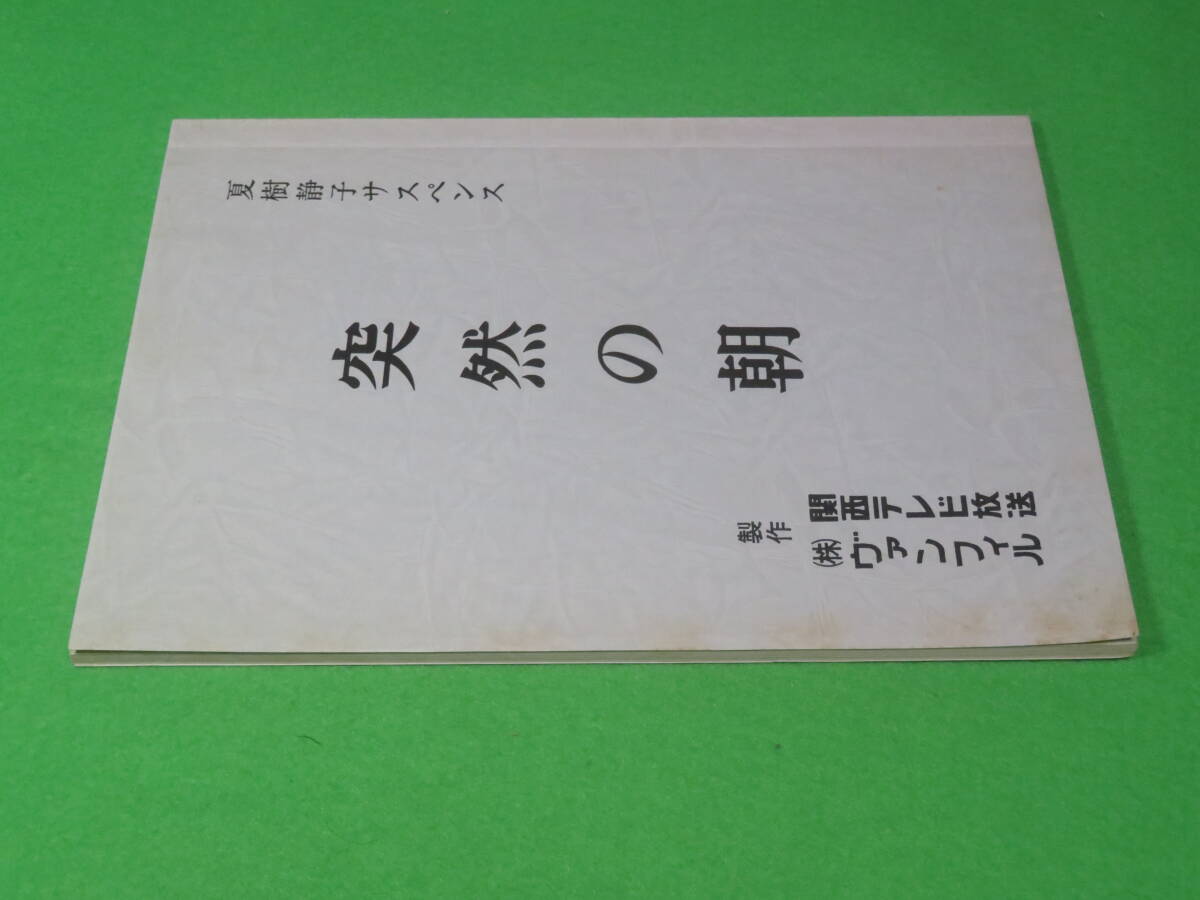 夏樹静子サスペンス
突然の朝
製作
関西テレビ放送
㈱ヴァンフィル